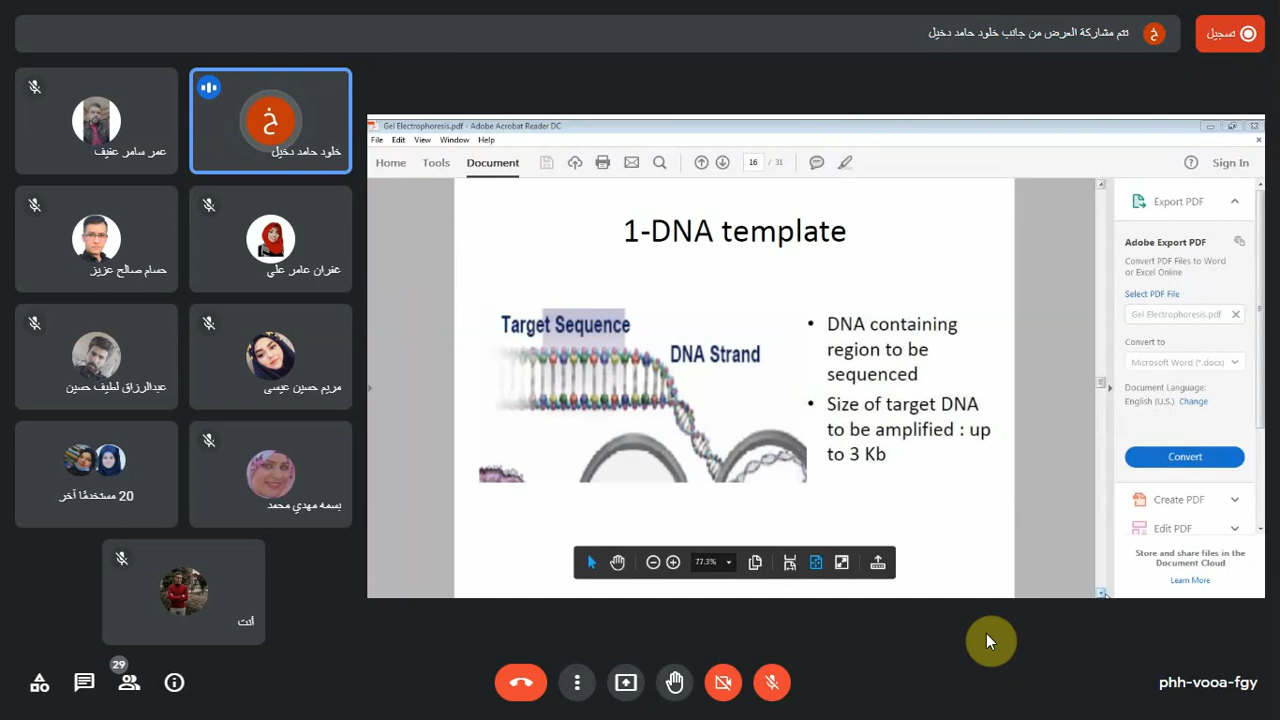 تتم مشاركة العرض من جانب خلود حامد دخيل
خ
تسجيل
عمر سامر عنيف
خ
خلود حامد دخيل
حسام صالح عزيز
غفران عامر علي
عبدالرزاق لطيف حسين
مريم حسين عيسى
20 مستخدمًا آخر
بسمه مهدي محمد
أنت
Gel Electrophoresis.pdf - Adobe Acrobat Reader DC
File Edit View Window Help
Home Tools Document 16 / 31 Sign In
1-DNA template
Target Sequence
DNA Strand
• DNA containing
region to be
sequenced
• Size of target DNA
to be amplified : up
to 3 Kb
77.3%
Export PDF
Adobe Export PDF
Convert PDF Files to Word
or Excel Online
Select PDF File
Gel Electrophoresis.pdf
Convert to
Microsoft Word (*.docx)
Document Language:
English (U.S.) Change
Convert
Create PDF
Edit PDF
Store and share files in the
Document Cloud
Learn More
29
phh-vooa-fgy